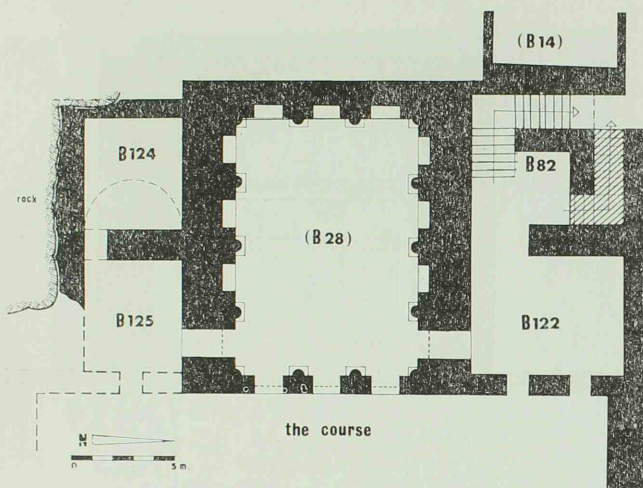 (B14)
B124
B82
rock
(B28)
B125
B122
the course
N
0 5 m